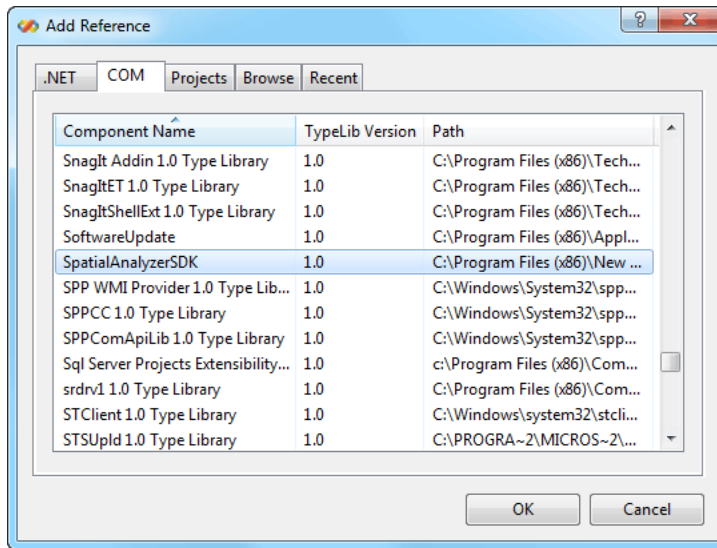 Add Reference
.NET COM Projects Browse Recent
Component Name TypeLib Version Path
SnagIt Addin 1.0 Type Library 1.0 C:\Program Files (x86)\Tech...
SnagItET 1.0 Type Library 1.0 C:\Program Files (x86)\Tech...
SnagItShellExt 1.0 Type Library 1.0 C:\Program Files (x86)\Tech...
SoftwareUpdate 1.0 C:\Program Files (x86)\Appl...
SpatialAnalyzerSDK 1.0 C:\Program Files (x86)\New ...
SPP WMI Provider 1.0 Type Lib... 1.0 C:\Windows\System32\spp...
SPPCC 1.0 Type Library 1.0 C:\Windows\System32\spp...
SPPComApiLib 1.0 Type Library 1.0 C:\Windows\System32\spp...
Sql Server Projects Extensibility... 1.0 c:\Program Files (x86)\Com...
srdrv1 1.0 Type Library 1.0 C:\Program Files (x86)\Com...
STClient 1.0 Type Library 1.0 C:\Windows\system32\stcli...
STSUpld 1.0 Type Library 1.0 C:\PROGRA~2\MICROS~2\...
OK Cancel